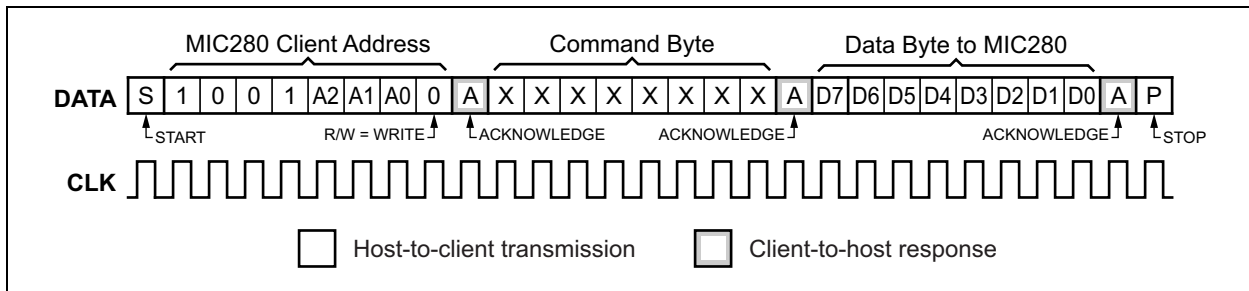 MIC280 Client Address Command Byte Data Byte to MIC280
DATA S 1 0 0 1 A2 A1 A0 0 A X X X X X X X X A D7 D6 D5 D4 D3 D2 D1 D0 A P
START R/W = WRITE ACKNOWLEDGE ACKNOWLEDGE ACKNOWLEDGE STOP
CLK
Host-to-client transmission Client-to-host response